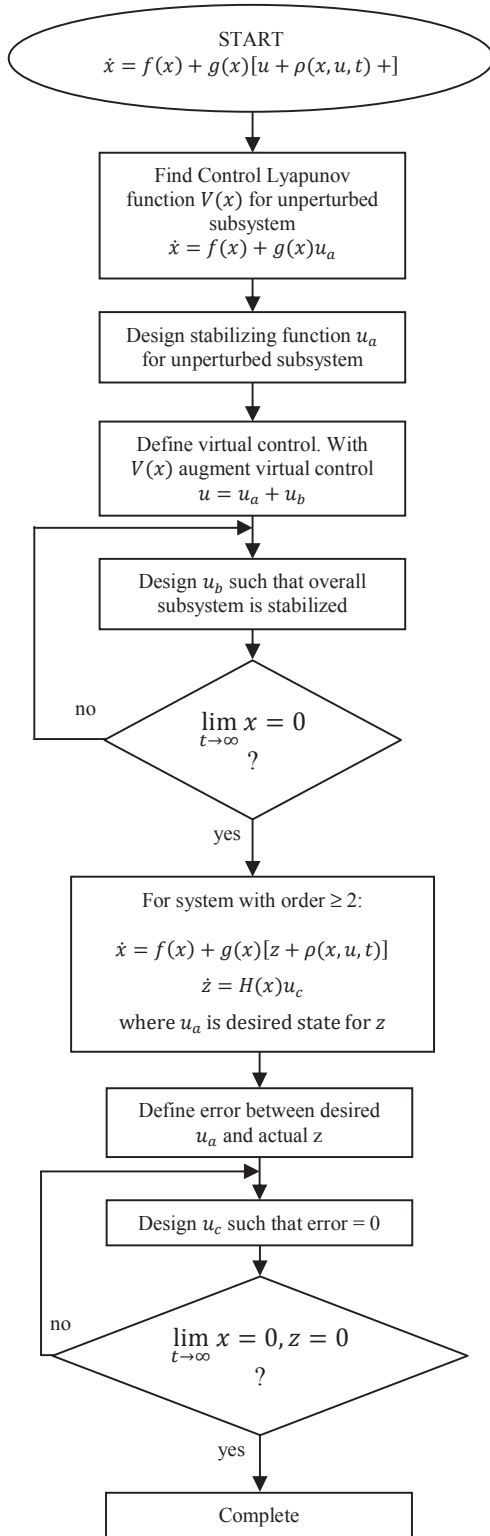 START
ẋ = f(x) + g(x)[u + ρ(x, u, t) +]
Find Control Lyapunov
function V(x) for unperturbed
subsystem
ẋ = f(x) + g(x)u_a
Design stabilizing function u_a
for unperturbed subsystem
Define virtual control. With
V(x) augment virtual control
u = u_a + u_b
Design u_b such that overall
subsystem is stabilized
no
lim x = 0
t→∞
?
yes
For system with order ≥ 2:
ẋ = f(x) + g(x)[z + ρ(x, u, t)]
ż = H(x)u_c
where u_a is desired state for z
Define error between desired
u_a and actual z
Design u_c such that error = 0
no
lim x = 0, z = 0
t→∞
?
yes
Complete